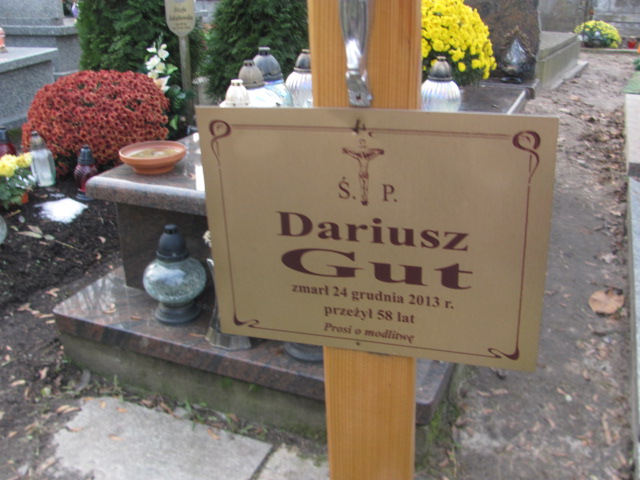 Ś. P.
Dariusz
Gut
zmarł 24 grudnia 2013 r.
przeżył 58 lat
Prosi o modlitwę